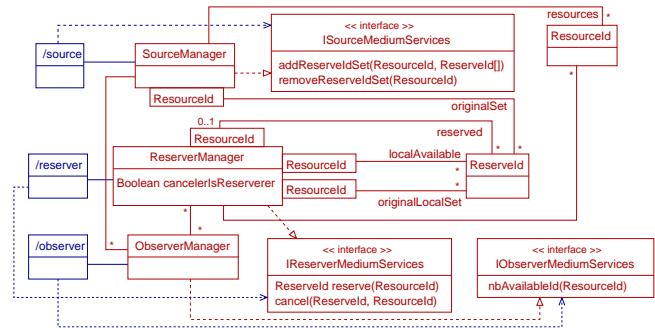 resources
*
/source
SourceManager
<< interface >>
ISourceMediumServices
ResourceId
addReserveIdSet(ResourceId, ReserveId[])
removeReserveIdSet(ResourceId)
*
ResourceId
originalSet
0..1
ResourceId
reserved
*
*
/reserver
ReserverManager
ResourceId
localAvailable
*
ReserveId
Boolean cancelerIsReserverer
ResourceId
*
originalLocalSet
*
*
/observer
*
ObserverManager
<< interface >>
IReserverMediumServices
<< interface >>
IObserverMediumServices
ReserveId reserve(ResourceId)
cancel(ReserveId, ResourceId)
nbAvailableId(ResourceId)